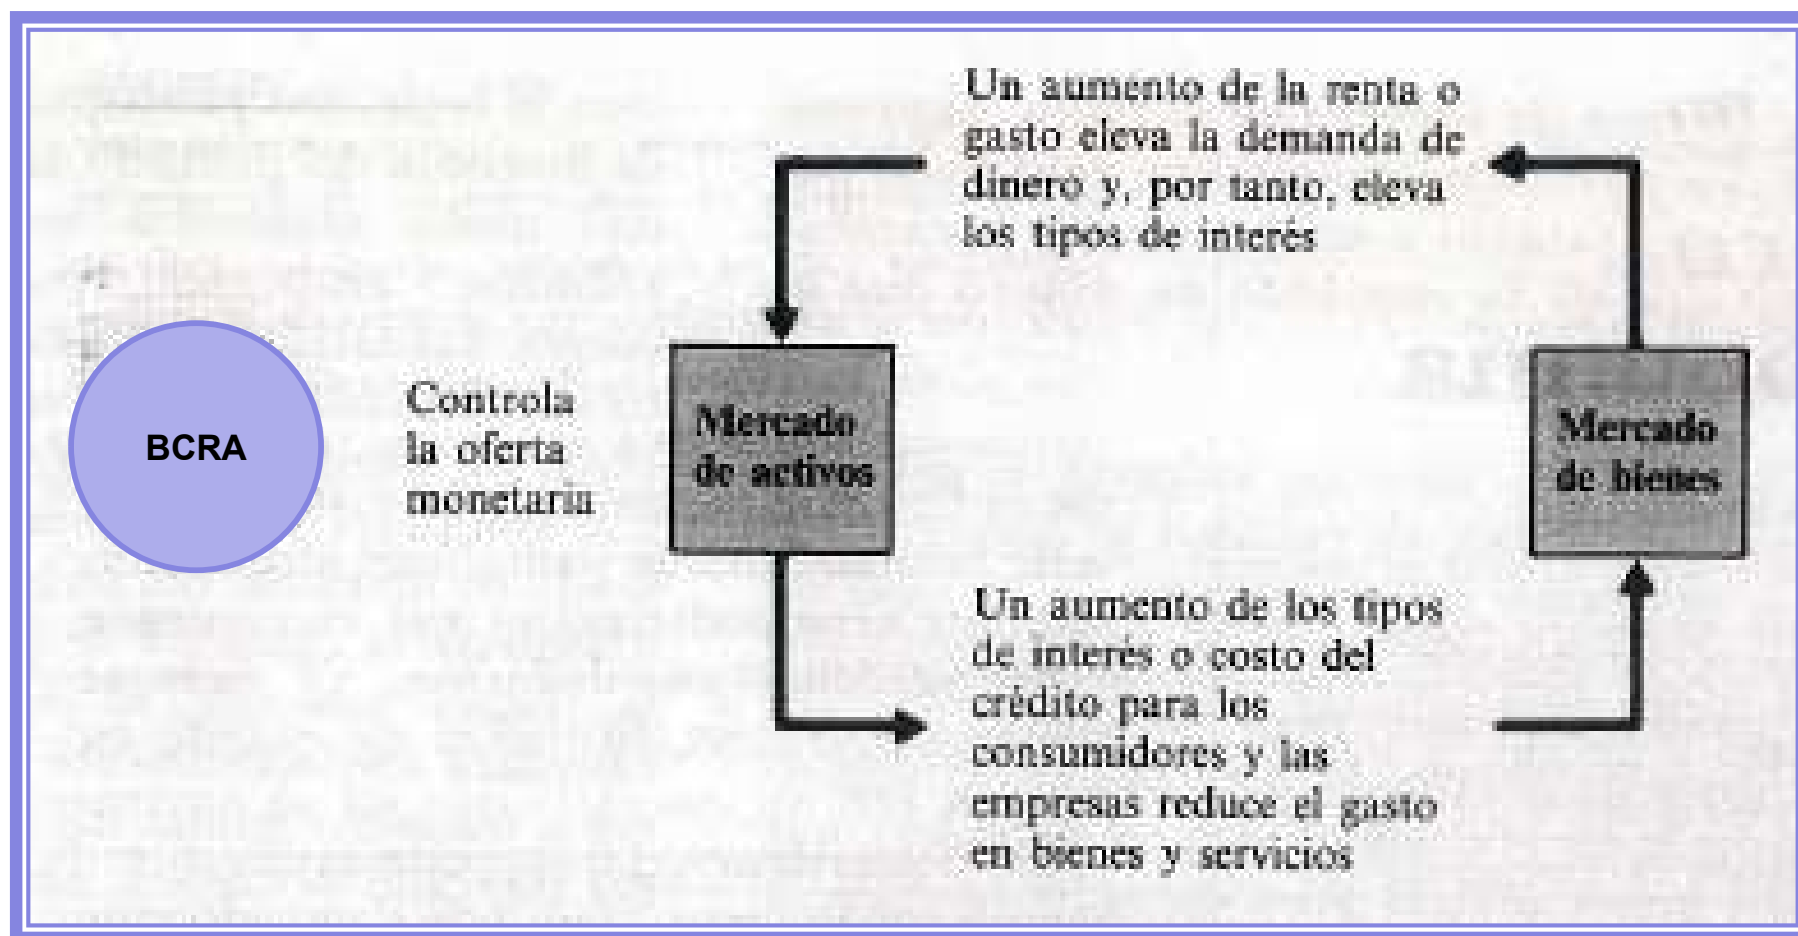 Un aumento de la renta o
gasto eleva la demanda de
dinero y, por tanto, eleva
los tipos de interés
BCRA
Controla
la oferta
monetaria
Mercado
de activos
Mercado
de bienes
Un aumento de los tipos
de interés o costo del
crédito para los
consumidores y las
empresas reduce el gasto
en bienes y servicios